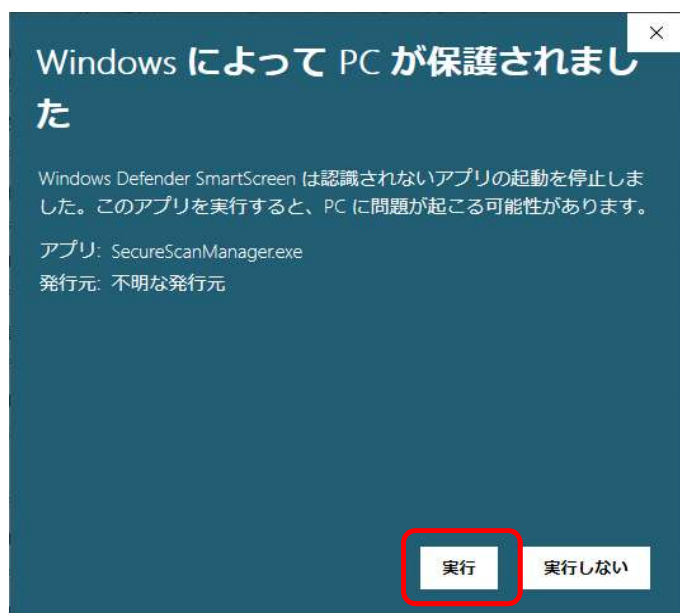 Windows によって PC が保護されまし
た
Windows Defender SmartScreen は認識されないアプリの起動を停止しま
した。このアプリを実行すると、PC に問題が起こる可能性があります。
アプリ: SecureScanManager.exe
発行元: 不明な発行元
実行 実行しない